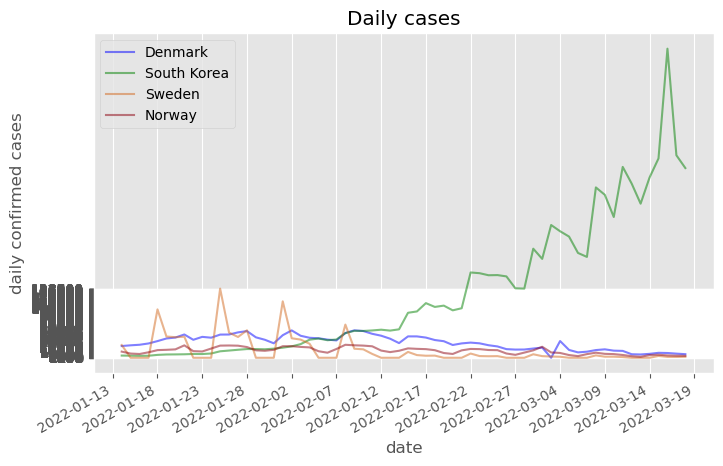 Daily cases
Denmark
South Korea
Sweden
Norway
daily confirmed cases
2022-01-13
2022-01-18
2022-01-23
2022-01-28
2022-02-02
2022-02-07
2022-02-12
2022-02-17
2022-02-22
2022-02-27
2022-03-04
2022-03-09
2022-03-14
2022-03-19
date